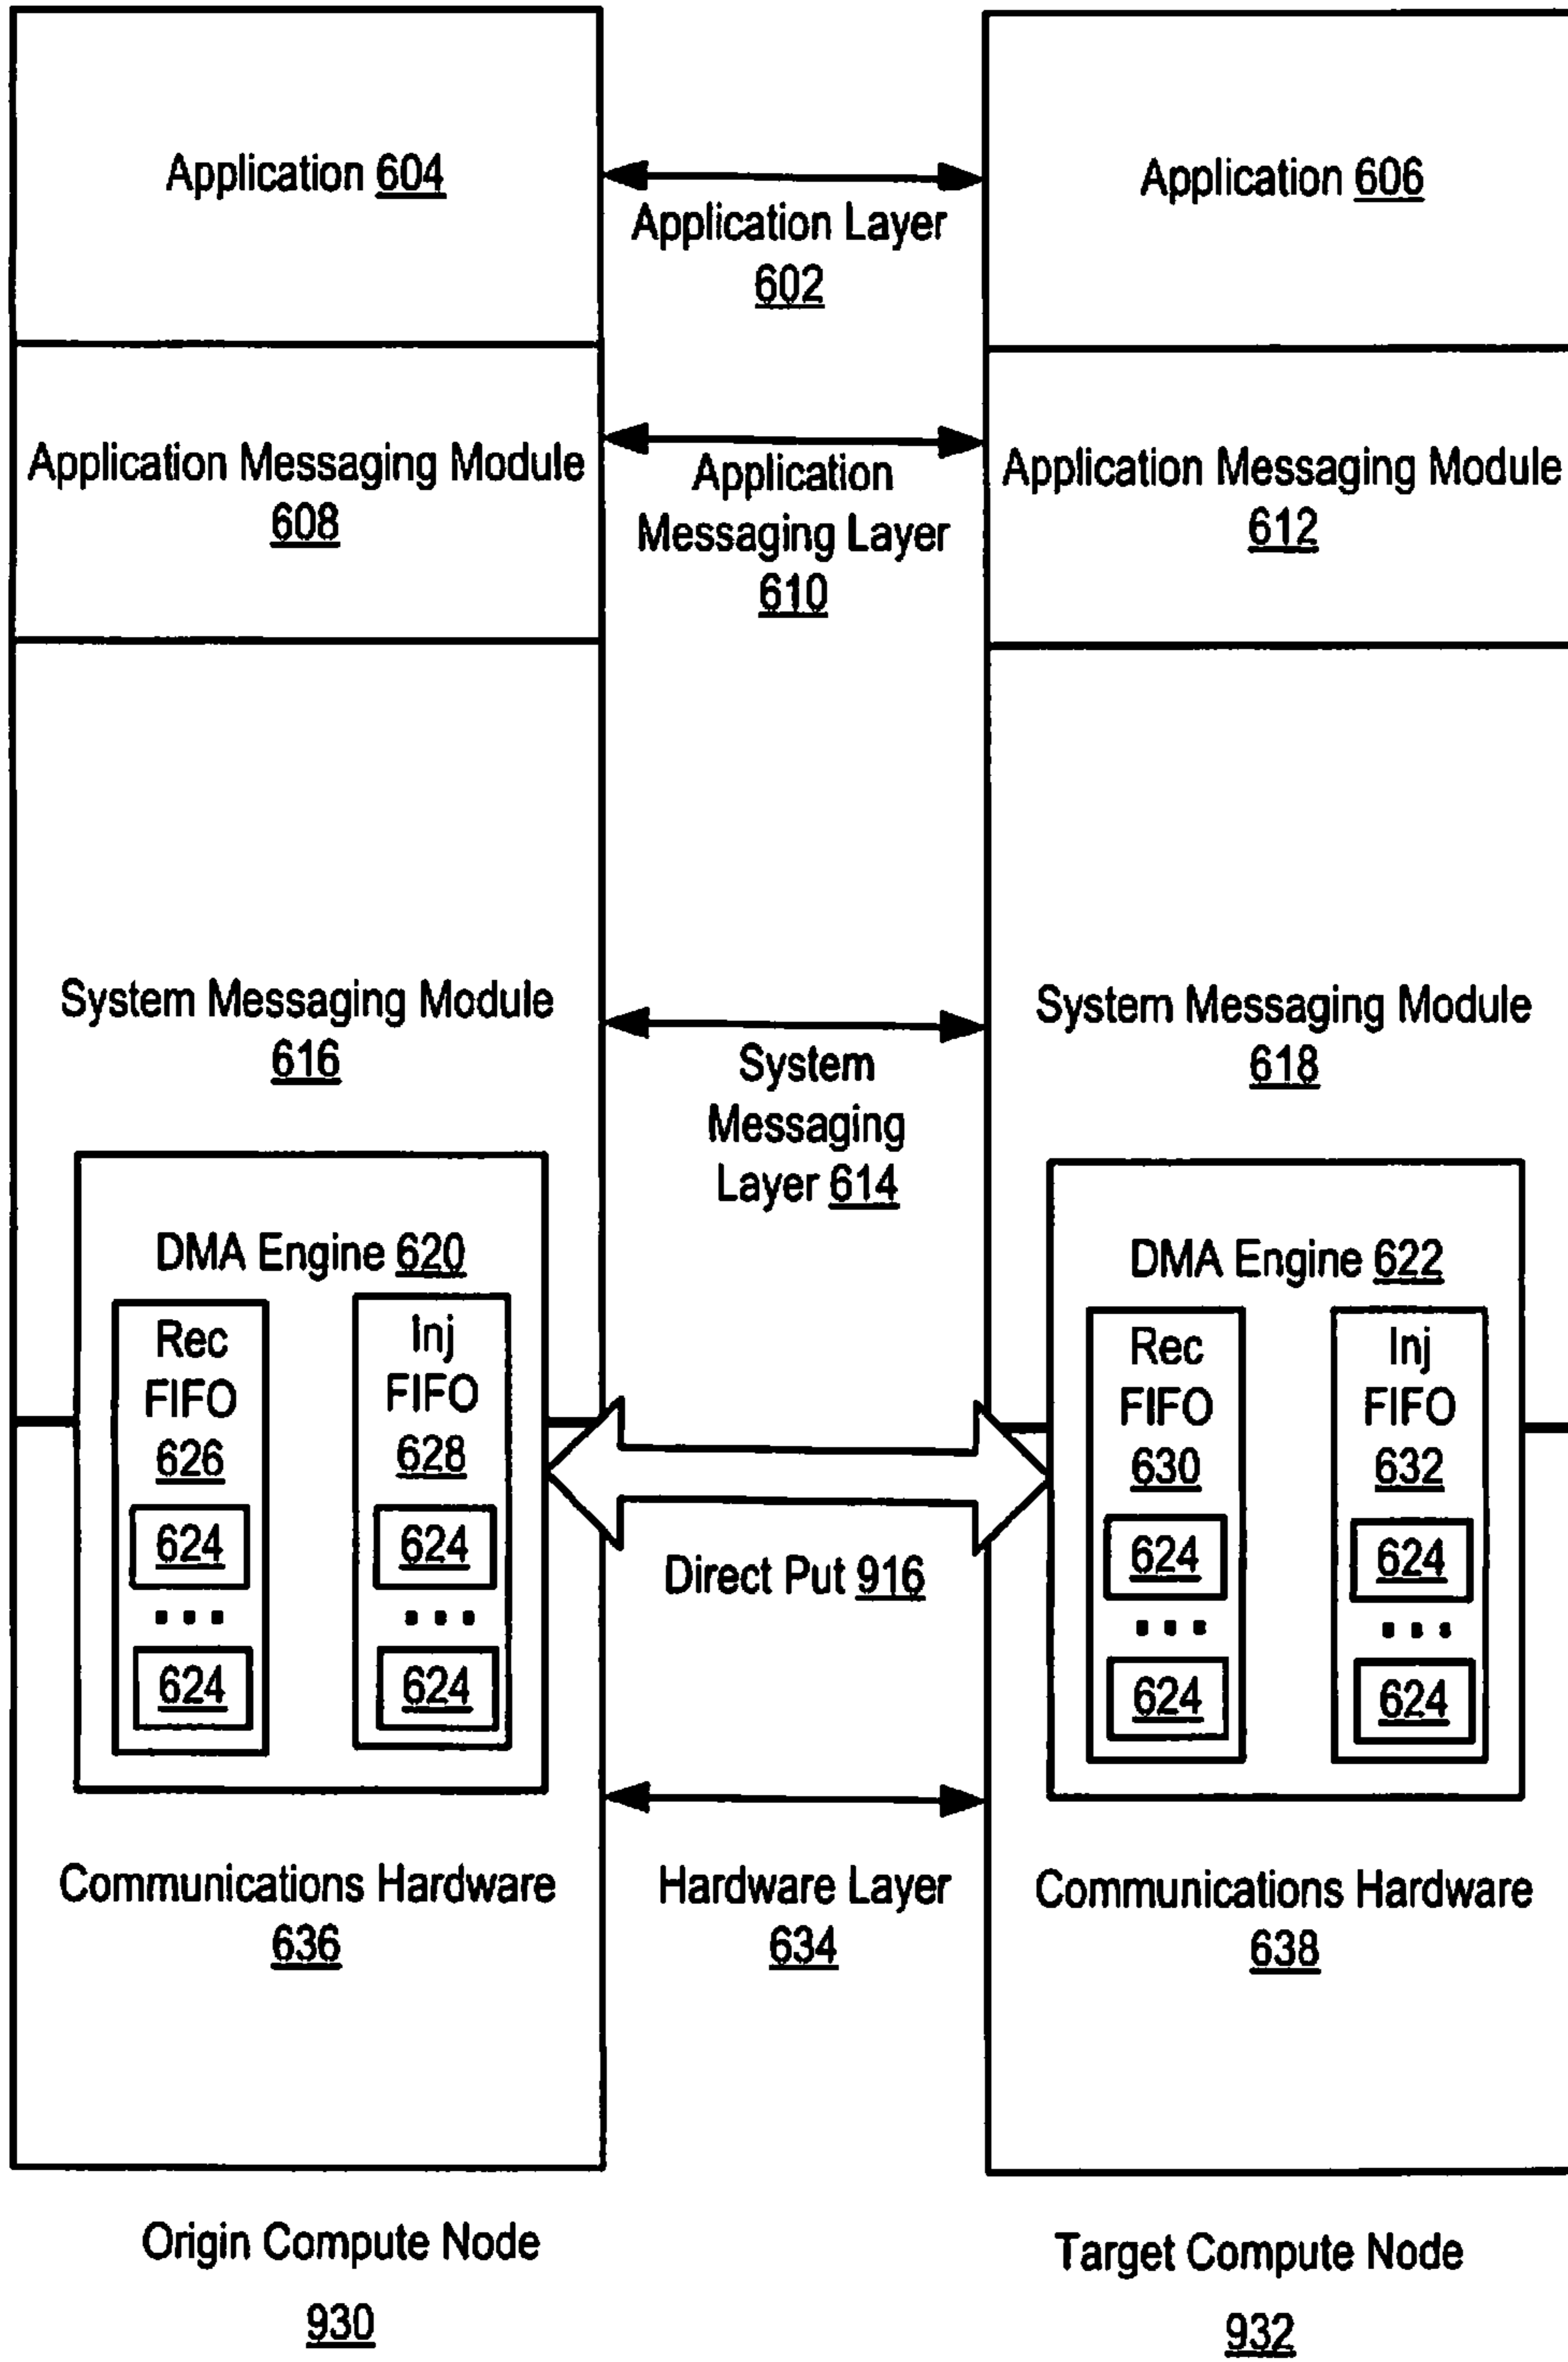 Application 604
Application Layer
602
Application 606
Application Messaging Module
608
Application
Messaging Layer
610
Application Messaging Module
612
System Messaging Module
616
System
Messaging
Layer 614
System Messaging Module
618
DMA Engine 620
Rec
FIFO
626
624
...
624
Inj
FIFO
628
624
...
624
Direct Put 916
DMA Engine 622
Rec
FIFO
630
624
...
624
Inj
FIFO
632
624
...
624
Communications Hardware
636
Hardware Layer
634
Communications Hardware
638
Origin Compute Node
930
Target Compute Node
932